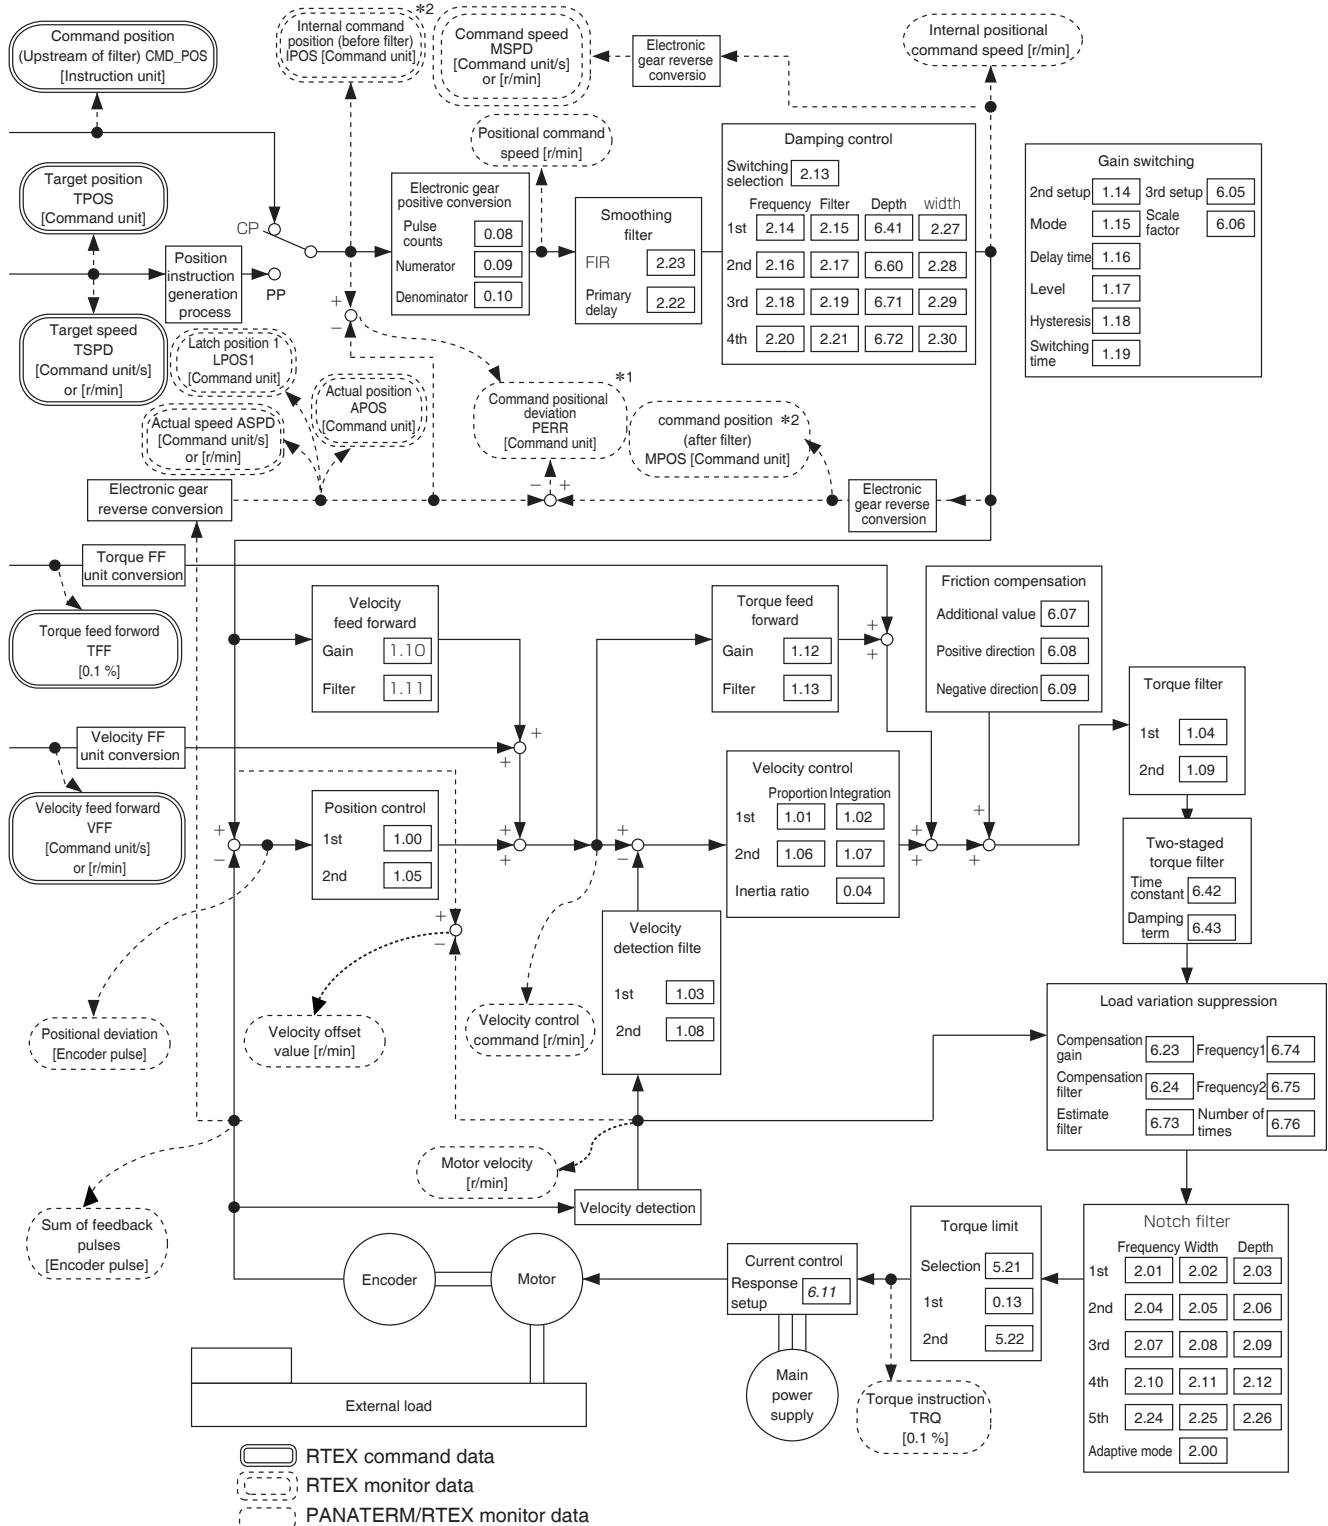 Command position
(Upstream of filter) CMD_POS
[Instruction unit]
*2
Internal command
position (before filter)
IPOS [Command unit]
Command speed
MSPD
[Command unit/s]
or [r/min]
Electronic
gear reverse
conversio
Internal positional
command speed [r/min]
Target position
TPOS
[Command unit]
CP
Position
instruction
generation
process
PP
Target speed
TSPD
[Command unit/s]
or [r/min]
Positional command
speed [r/min]
Electronic gear
positive conversion
Pulse
counts
0.08
Numerator
0.09
Denominator
0.10
Smoothing
filter
FIR
2.23
Primary
delay
2.22
Damping control
Switching
selection
2.13
Frequency Filter Depth width
1st 2.14 2.15 6.41 2.27
2nd 2.16 2.17 6.60 2.28
3rd 2.18 2.19 6.71 2.29
4th 2.20 2.21 6.72 2.30
Gain switching
2nd setup 1.14 3rd setup 6.05
Mode 1.15 Scale
factor
6.06
Delay time 1.16
Level 1.17
Hysteresis 1.18
Switching
time
1.19
+
−
Latch position 1
LPOS1
[Command unit]
Actual speed ASPD
[Command unit/s]
or [r/min]
Actual position
APOS
[Command unit]
*1
Command positional
deviation
PERR
[Command unit]
command position *2
(after filter)
MPOS [Command unit]
Electronic gear
reverse conversion
− +
Electronic
gear reverse
conversion
Torque FF
unit conversion
Torque feed forword
TFF
[0.1 %]
Velocity
feed forward
Gain 1.10
Filter 1.11
Torque feed
forward
Gain 1.12
Filter 1.13
+
+
Friction compensation
Additional value 6.07
Positive direction 6.08
Negative direction 6.09
Torque filter
1st 1.04
2nd 1.09
Velocity FF
unit conversion
+
+
Velocity feed forward
VFF
[Command unit/s]
or [r/min]
+
−
Position control
1st 1.00
2nd 1.05
+
+
+
−
Velocity control
Proportion Integration
1st 1.01 1.02
2nd 1.06 1.07
Inertia ratio 0.04
+
+
+
+
Two-staged
torque filter
Time
constant
6.42
Damping
term
6.43
+
−
Velocity
detection filte
1st 1.03
2nd 1.08
Positional deviation
[Encoder pulse]
Velocity offset
value [r/min]
Velocity control
command [r/min]
Load variation suppression
Compensation
gain
6.23 Frequency1 6.74
Compensation
filter
6.24 Frequency2 6.75
Estimate
filter
6.73 Number of
times
6.76
Motor velocity
[r/min]
Velocity detection
Sum of feedback
pulses
[Encoder pulse]
Encoder
Motor
Current control
Response
setup
6.11
Torque limit
Selection 5.21
1st 0.13
2nd 5.22
Notch filter
Frequency Width Depth
1st 2.01 2.02 2.03
2nd 2.04 2.05 2.06
3rd 2.07 2.08 2.09
4th 2.10 2.11 2.12
5th 2.24 2.25 2.26
Adaptive mode 2.00
External load
Main
power
supply
Torque instruction
TRQ
[0.1 %]
RTEX command data
RTEX monitor data
PANATERM/RTEX monitor data